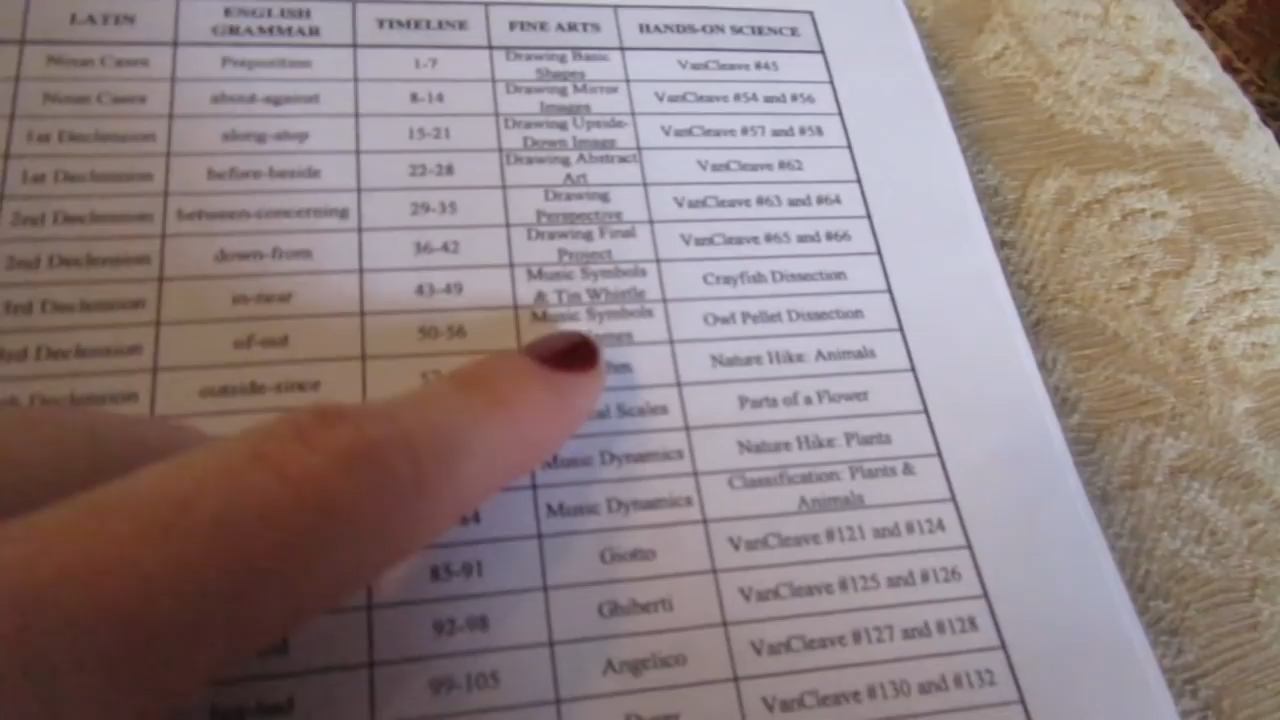 LATIN ENGLISH GRAMMAR TIMELINE FINE ARTS HANDS-ON SCIENCE
Noun Cases Preposition 1-7 Drawing Basic Shapes VanCleave #45
Noun Cases about-against 8-14 Drawing Mirror Images VanCleave #54 and #56
1st Declension along-atop 15-21 Drawing Upside-Down Image VanCleave #57 and #58
1st Declension before-beside 22-28 Drawing Abstract Art VanCleave #62
2nd Declension between-concerning 29-35 Drawing Perspective VanCleave #63 and #64
2nd Declension down-from 36-42 Drawing Final Project VanCleave #65 and #66
3rd Declension in-near 43-49 Music Symbols & Tin Whistle Crayfish Dissection
3rd Declension of-out 50-56 Music Symbols Owl Pellet Dissection
Declension outside-since Nature Hike: Animals
Scales Parts of a Flower
Music Dynamics Nature Hike: Plants
Music Dynamics Classification: Plants & Animals
85-91 Giotto VanCleave #121 and #124
92-98 Ghiberti VanCleave #125 and #126
99-105 Angelico VanCleave #127 and #128
VanCleave #130 and #132